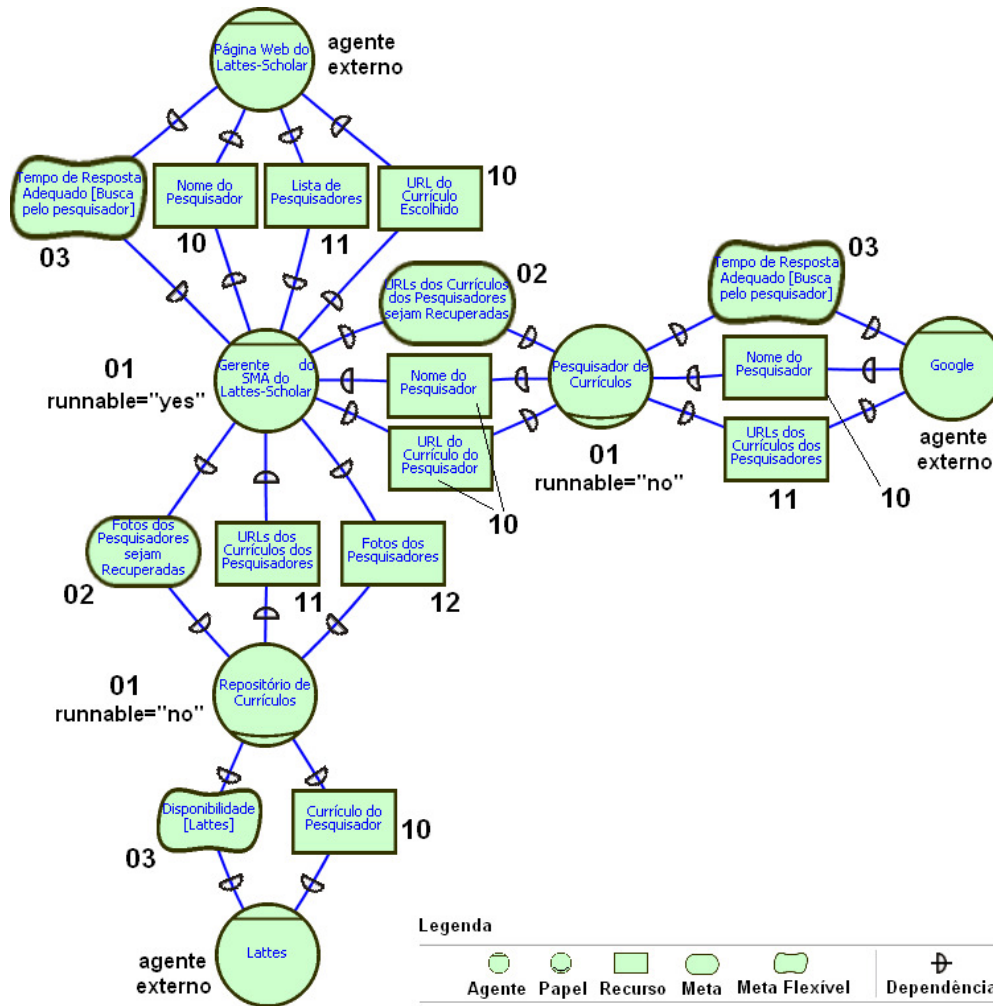 Página Web do
Lattes-Scholar
agente
externo
Tempo de Resposta
Adequado [Busca
pelo pesquisador]
03
Nome do
Pesquisador
10
Lista de
Pesquisadores
11
URL do
Currículo
Escolhido
10
URLs dos Currículos
dos Pesquisadores
sejam Recuperadas
02
Tempo de Resposta
Adequado [Busca
pelo pesquisador]
03
01
runnable="yes"
Gerente do
SMA do
Lattes-Scholar
Nome do
Pesquisador
URL do
Currículo do
Pesquisador
10
Pesquisador de
Currículos
01
runnable="no"
Nome do
Pesquisador
10
URLs dos
Currículos dos
Pesquisadores
11
Google
agente
externo
Fotos dos
Pesquisadores
sejam
Recuperadas
02
URLs dos
Currículos dos
Pesquisadores
11
Fotos dos
Pesquisadores
12
01
runnable="no"
Repositório de
Currículos
Disponibilidade
[Lattes]
03
Currículo do
Pesquisador
10
Lattes
agente
externo
Legenda
Agente Papel Recurso Meta Meta Flexível Dependência